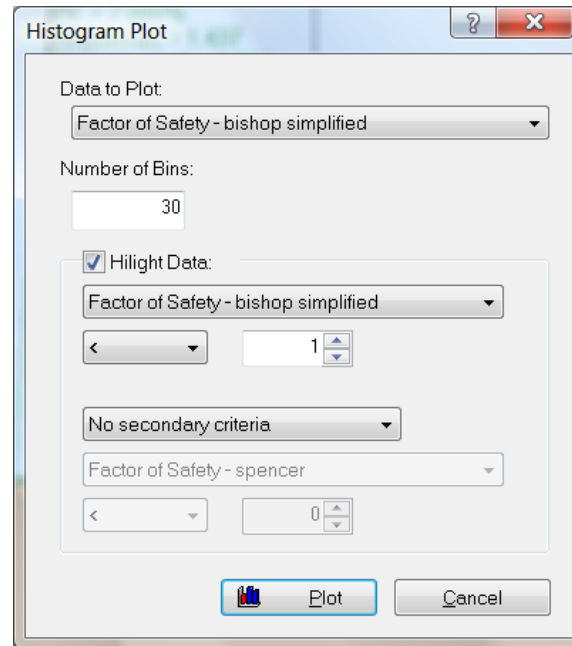 Histogram Plot
Data to Plot:
Factor of Safety - bishop simplified
Number of Bins:
30
Hilight Data:
Factor of Safety - bishop simplified
< 1
No secondary criteria
Factor of Safety - spencer
< 0
Plot Cancel